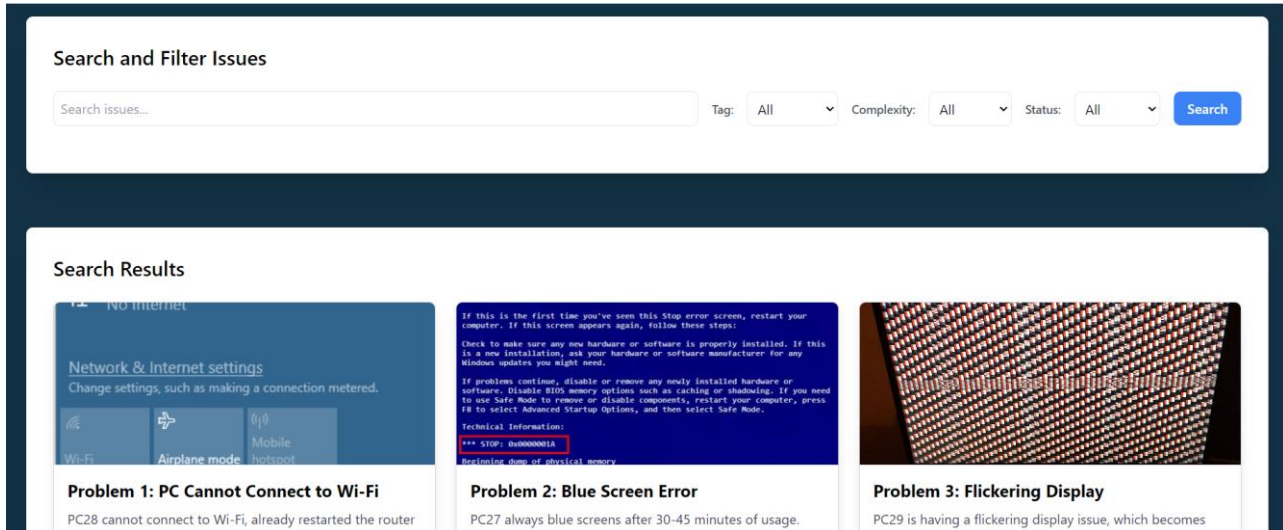 Search and Filter Issues
Search issues...
Tag: All Complexity: All Status: All Search
Search Results
No Internet
Network & Internet settings
Change settings, such as making a connection metered.
Mobile
Wi-Fi Airplane mode hotspot
If this is the first time you've seen this Stop error screen, restart your
computer. If this screen appears again, follow these steps:
Check to make sure any new hardware or software is properly installed. If this
is a new installation, ask your hardware or software manufacturer for any
Windows updates you might need.
If problems continue, disable or remove any newly installed hardware or
software. Disable BIOS memory options such as caching or shadowing. If you need
to use Safe Mode to remove or disable components, restart your computer, press
F8 to select Advanced Startup Options, and then select Safe Mode.
Technical Information:
*** STOP: 0x0000001A
Beginning dump of physical memory
Problem 1: PC Cannot Connect to Wi-Fi
PC28 cannot connect to Wi-Fi, already restarted the router
Problem 2: Blue Screen Error
PC27 always blue screens after 30-45 minutes of usage.
Problem 3: Flickering Display
PC29 is having a flickering display issue, which becomes